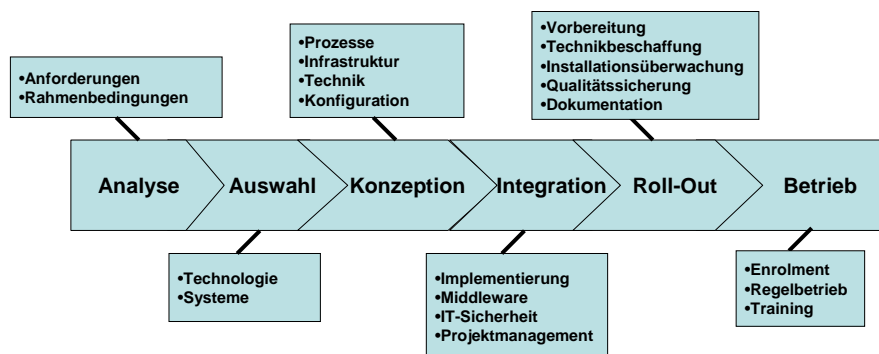 •Prozesse
•Infrastruktur
•Technik
•Konfiguration
•Vorbereitung
•Technikbeschaffung
•Installationsüberwachung
•Qualitätssicherung
•Dokumentation
•Anforderungen
•Rahmenbedingungen
Analyse
Auswahl
Konzeption
Integration
Roll-Out
Betrieb
•Technologie
•Systeme
•Implementierung
•Middleware
•IT-Sicherheit
•Projektmanagement
•Enrolment
•Regelbetrieb
•Training